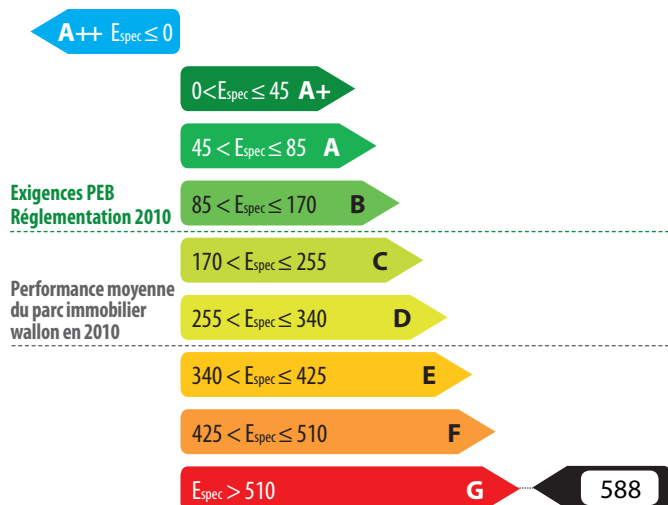 A++ Espec ≤ 0
0<Espec ≤ 45 A+
45 < Espec ≤ 85 A
Exigences PEB
Réglementation 2010
85 < Espec ≤ 170 B
170 < Espec ≤ 255 C
Performance moyenne
du parc immobilier
wallon en 2010
255 < Espec ≤ 340 D
340 < Espec ≤ 425 E
425 < Espec ≤ 510 F
Espec > 510 G 588